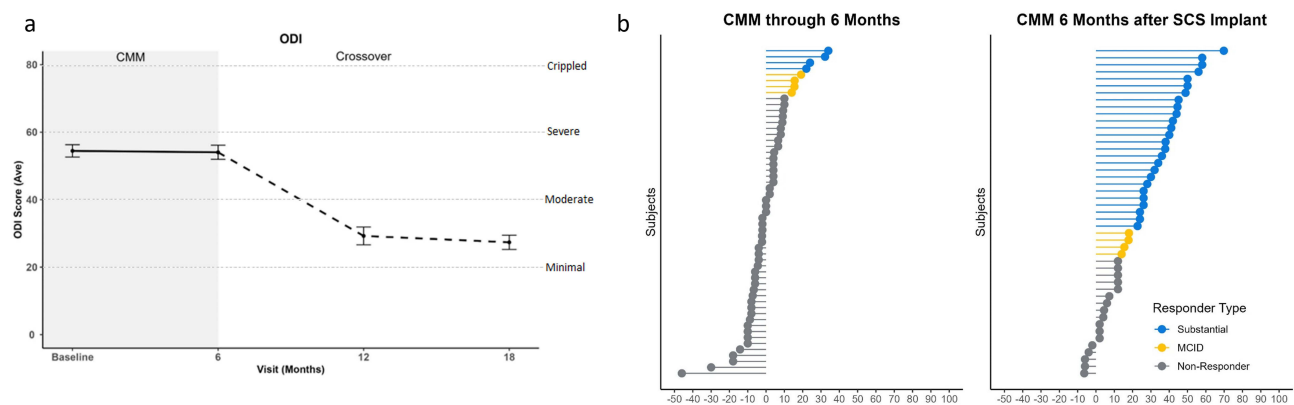 a
ODI
CMM
Crossover
80
Crippled
60
Severe
40
Moderate
20
Minimal
0
ODI Score (Ave)
Baseline
6
12
18
Visit (Months)
b
CMM through 6 Months
Subjects
-50 -40 -30 -20 -10 0 10 20 30 40 50 60 70 80 90 100
CMM 6 Months after SCS Implant
Subjects
Responder Type
Substantial
MCID
Non-Responder
-50 -40 -30 -20 -10 0 10 20 30 40 50 60 70 80 90 100